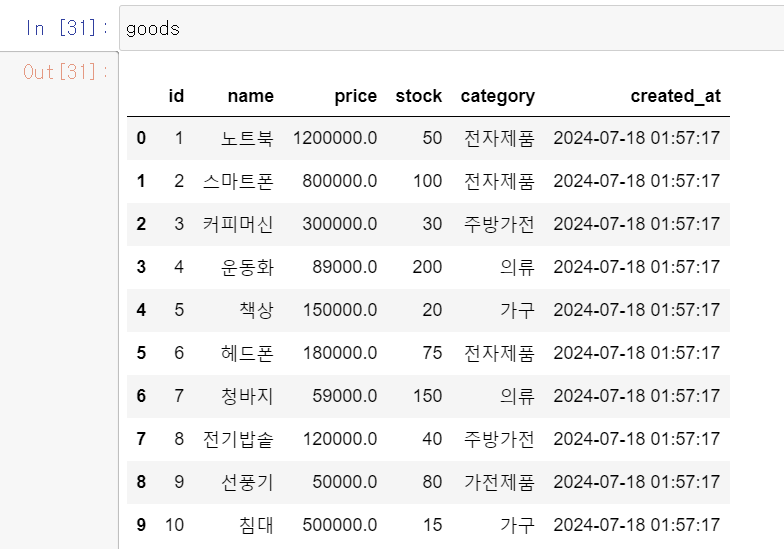 In [31]: goods
Out[31]:
id name price stock category created_at
0 1 노트북 1200000.0 50 전자제품 2024-07-18 01:57:17
1 2 스마트폰 800000.0 100 전자제품 2024-07-18 01:57:17
2 3 커피머신 300000.0 30 주방가전 2024-07-18 01:57:17
3 4 운동화 89000.0 200 의류 2024-07-18 01:57:17
4 5 책상 150000.0 20 가구 2024-07-18 01:57:17
5 6 헤드폰 180000.0 75 전자제품 2024-07-18 01:57:17
6 7 청바지 59000.0 150 의류 2024-07-18 01:57:17
7 8 전기밥솥 120000.0 40 주방가전 2024-07-18 01:57:17
8 9 선풍기 50000.0 80 가전제품 2024-07-18 01:57:17
9 10 침대 500000.0 15 가구 2024-07-18 01:57:17